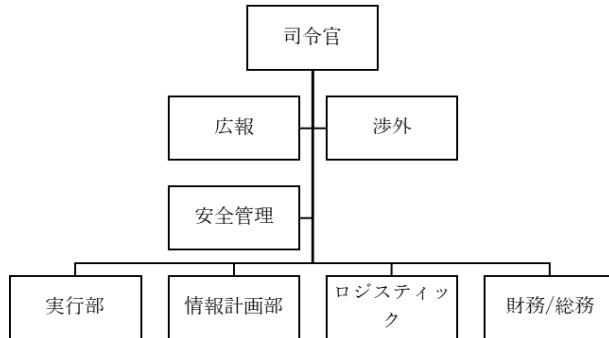 司令官
広報
渉外
安全管理
実行部
情報計画部
ロジスティッ
ク
財務/総務